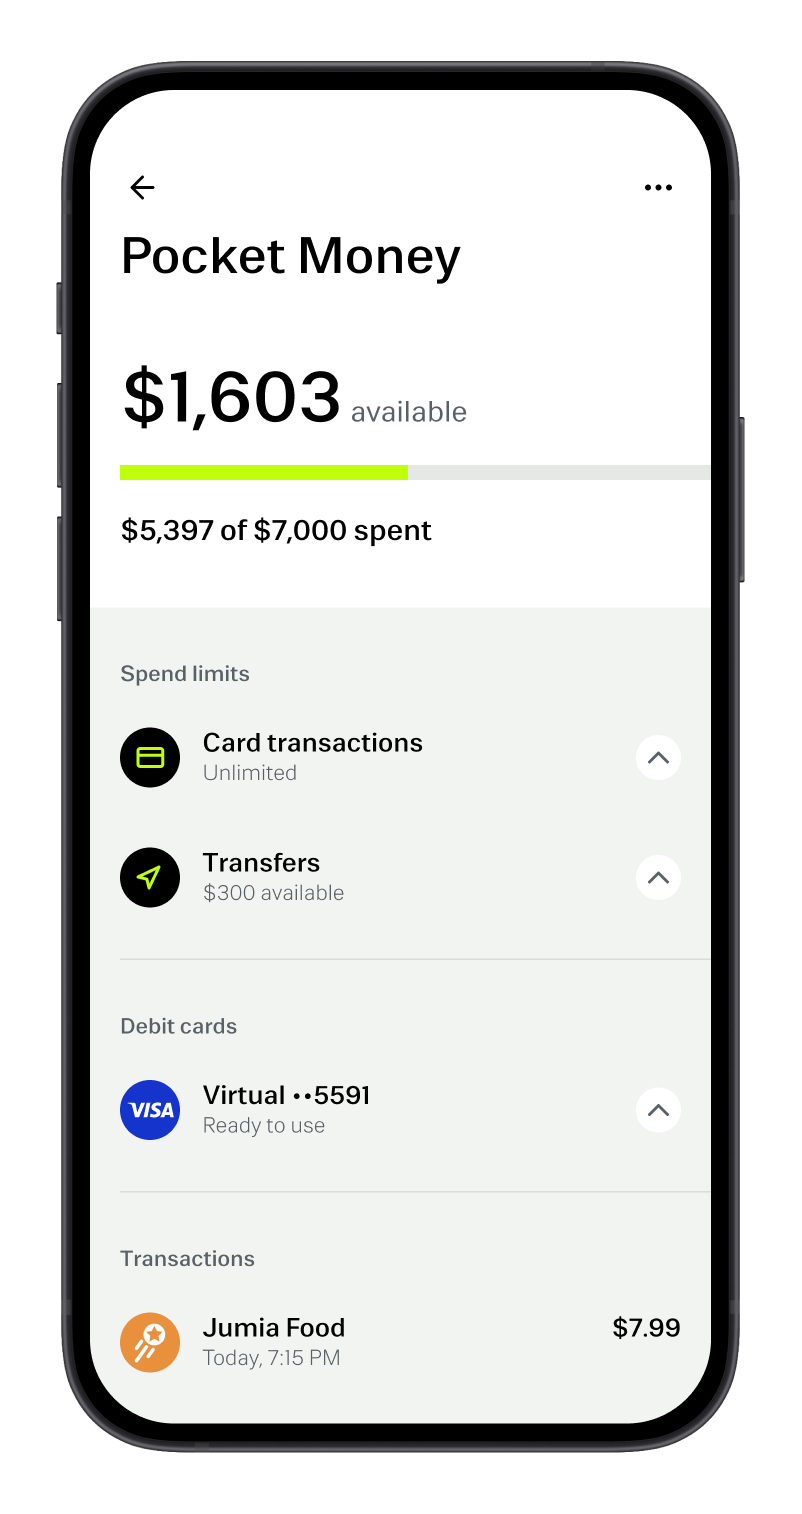 Pocket Money
$1,603 available
$5,397 of $7,000 spent
Spend limits
Card transactions
Unlimited
Transfers
$300 available
Debit cards
VISA
Virtual ••5591
Ready to use
Transactions
Jumia Food
$7.99
Today, 7:15 PM